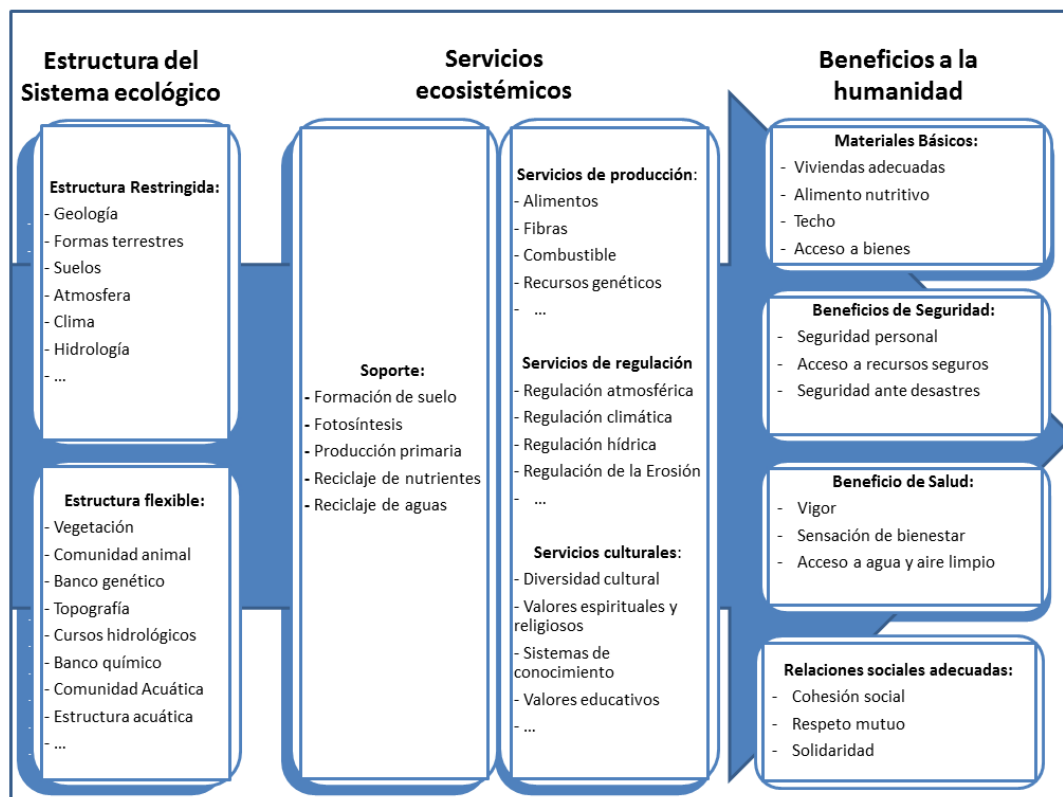 Estructura del
Sistema ecológico
Estructura Restringida:
- Geología
- Formas terrestres
- Suelos
- Atmosfera
- Clima
- Hidrología
- ...
Estructura flexible:
- Vegetación
- Comunidad animal
- Banco genético
- Topografía
- Cursos hidrológicos
- Banco químico
- Comunidad Acuática
- Estructura acuática
- ...
Servicios
ecosistémicos
Soporte:
- Formación de suelo
- Fotosíntesis
- Producción primaria
- Reciclaje de nutrientes
- Reciclaje de aguas
Servicios de producción:
- Alimentos
- Fibras
- Combustible
- Recursos genéticos
- ...
Servicios de regulación
- Regulación atmosférica
- Regulación climática
- Regulación hídrica
- Regulación de la Erosión
- ...
Servicios culturales:
- Diversidad cultural
- Valores espirituales y
religiosos
- Sistemas de
conocimiento
- Valores educativos
- ...
Beneficios a la
humanidad
Materiales Básicos:
- Viviendas adecuadas
- Alimento nutritivo
- Techo
- Acceso a bienes
Beneficios de Seguridad:
- Seguridad personal
- Acceso a recursos seguros
- Seguridad ante desastres
Beneficio de Salud:
- Vigor
- Sensación de bienestar
- Acceso a agua y aire limpio
Relaciones sociales adecuadas:
- Cohesión social
- Respeto mutuo
- Solidaridad